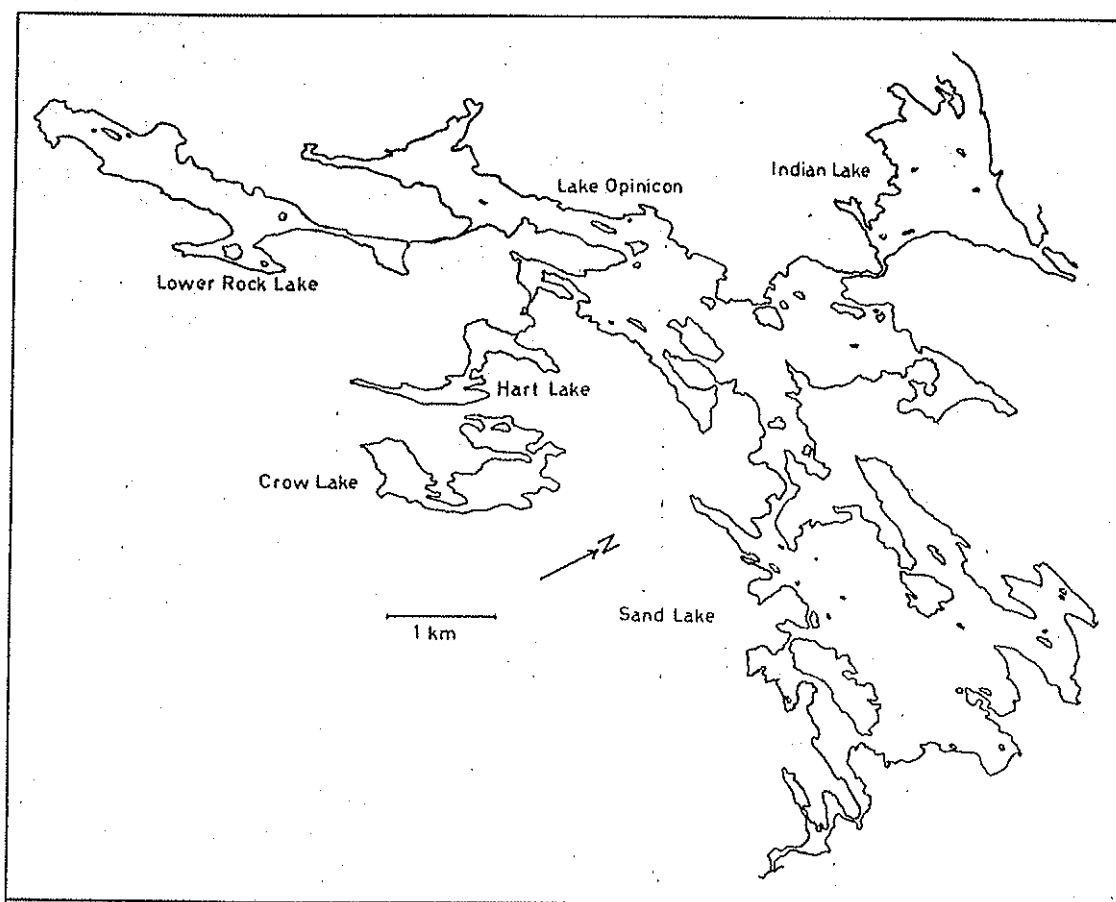 Indian Lake
Lake Opinicon
Lower Rock Lake
Hart Lake
Crow Lake
N
Sand Lake
1 km